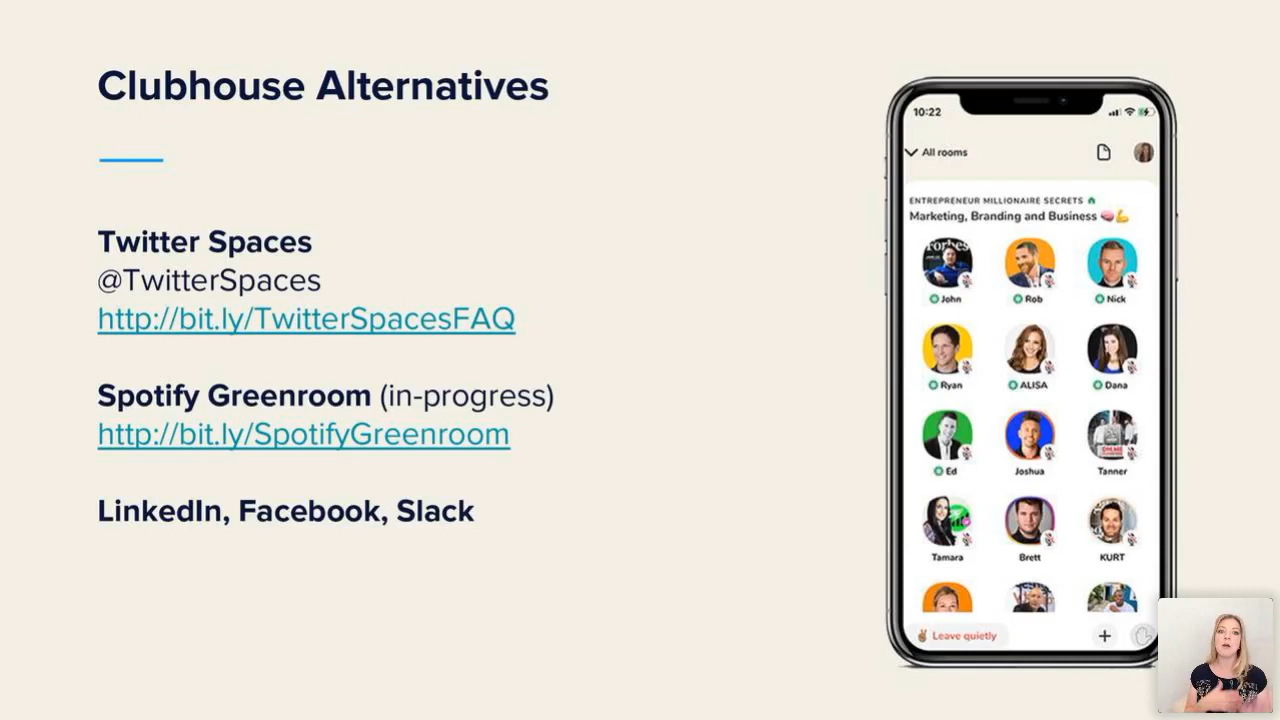 Clubhouse Alternatives
Twitter Spaces
@TwitterSpaces
http://bit.ly/TwitterSpacesFAQ
Spotify Greenroom (in-progress)
http://bit.ly/SpotifyGreenroom
LinkedIn, Facebook, Slack
10:22
All rooms
ENTREPRENEUR MILLIONAIRE SECRETS
Marketing, Branding and Business
Forbes
John Rob Nick
Ryan ALISA Dana
Ed Joshua Tanner
Tamara Brett KURT
Leave quietly